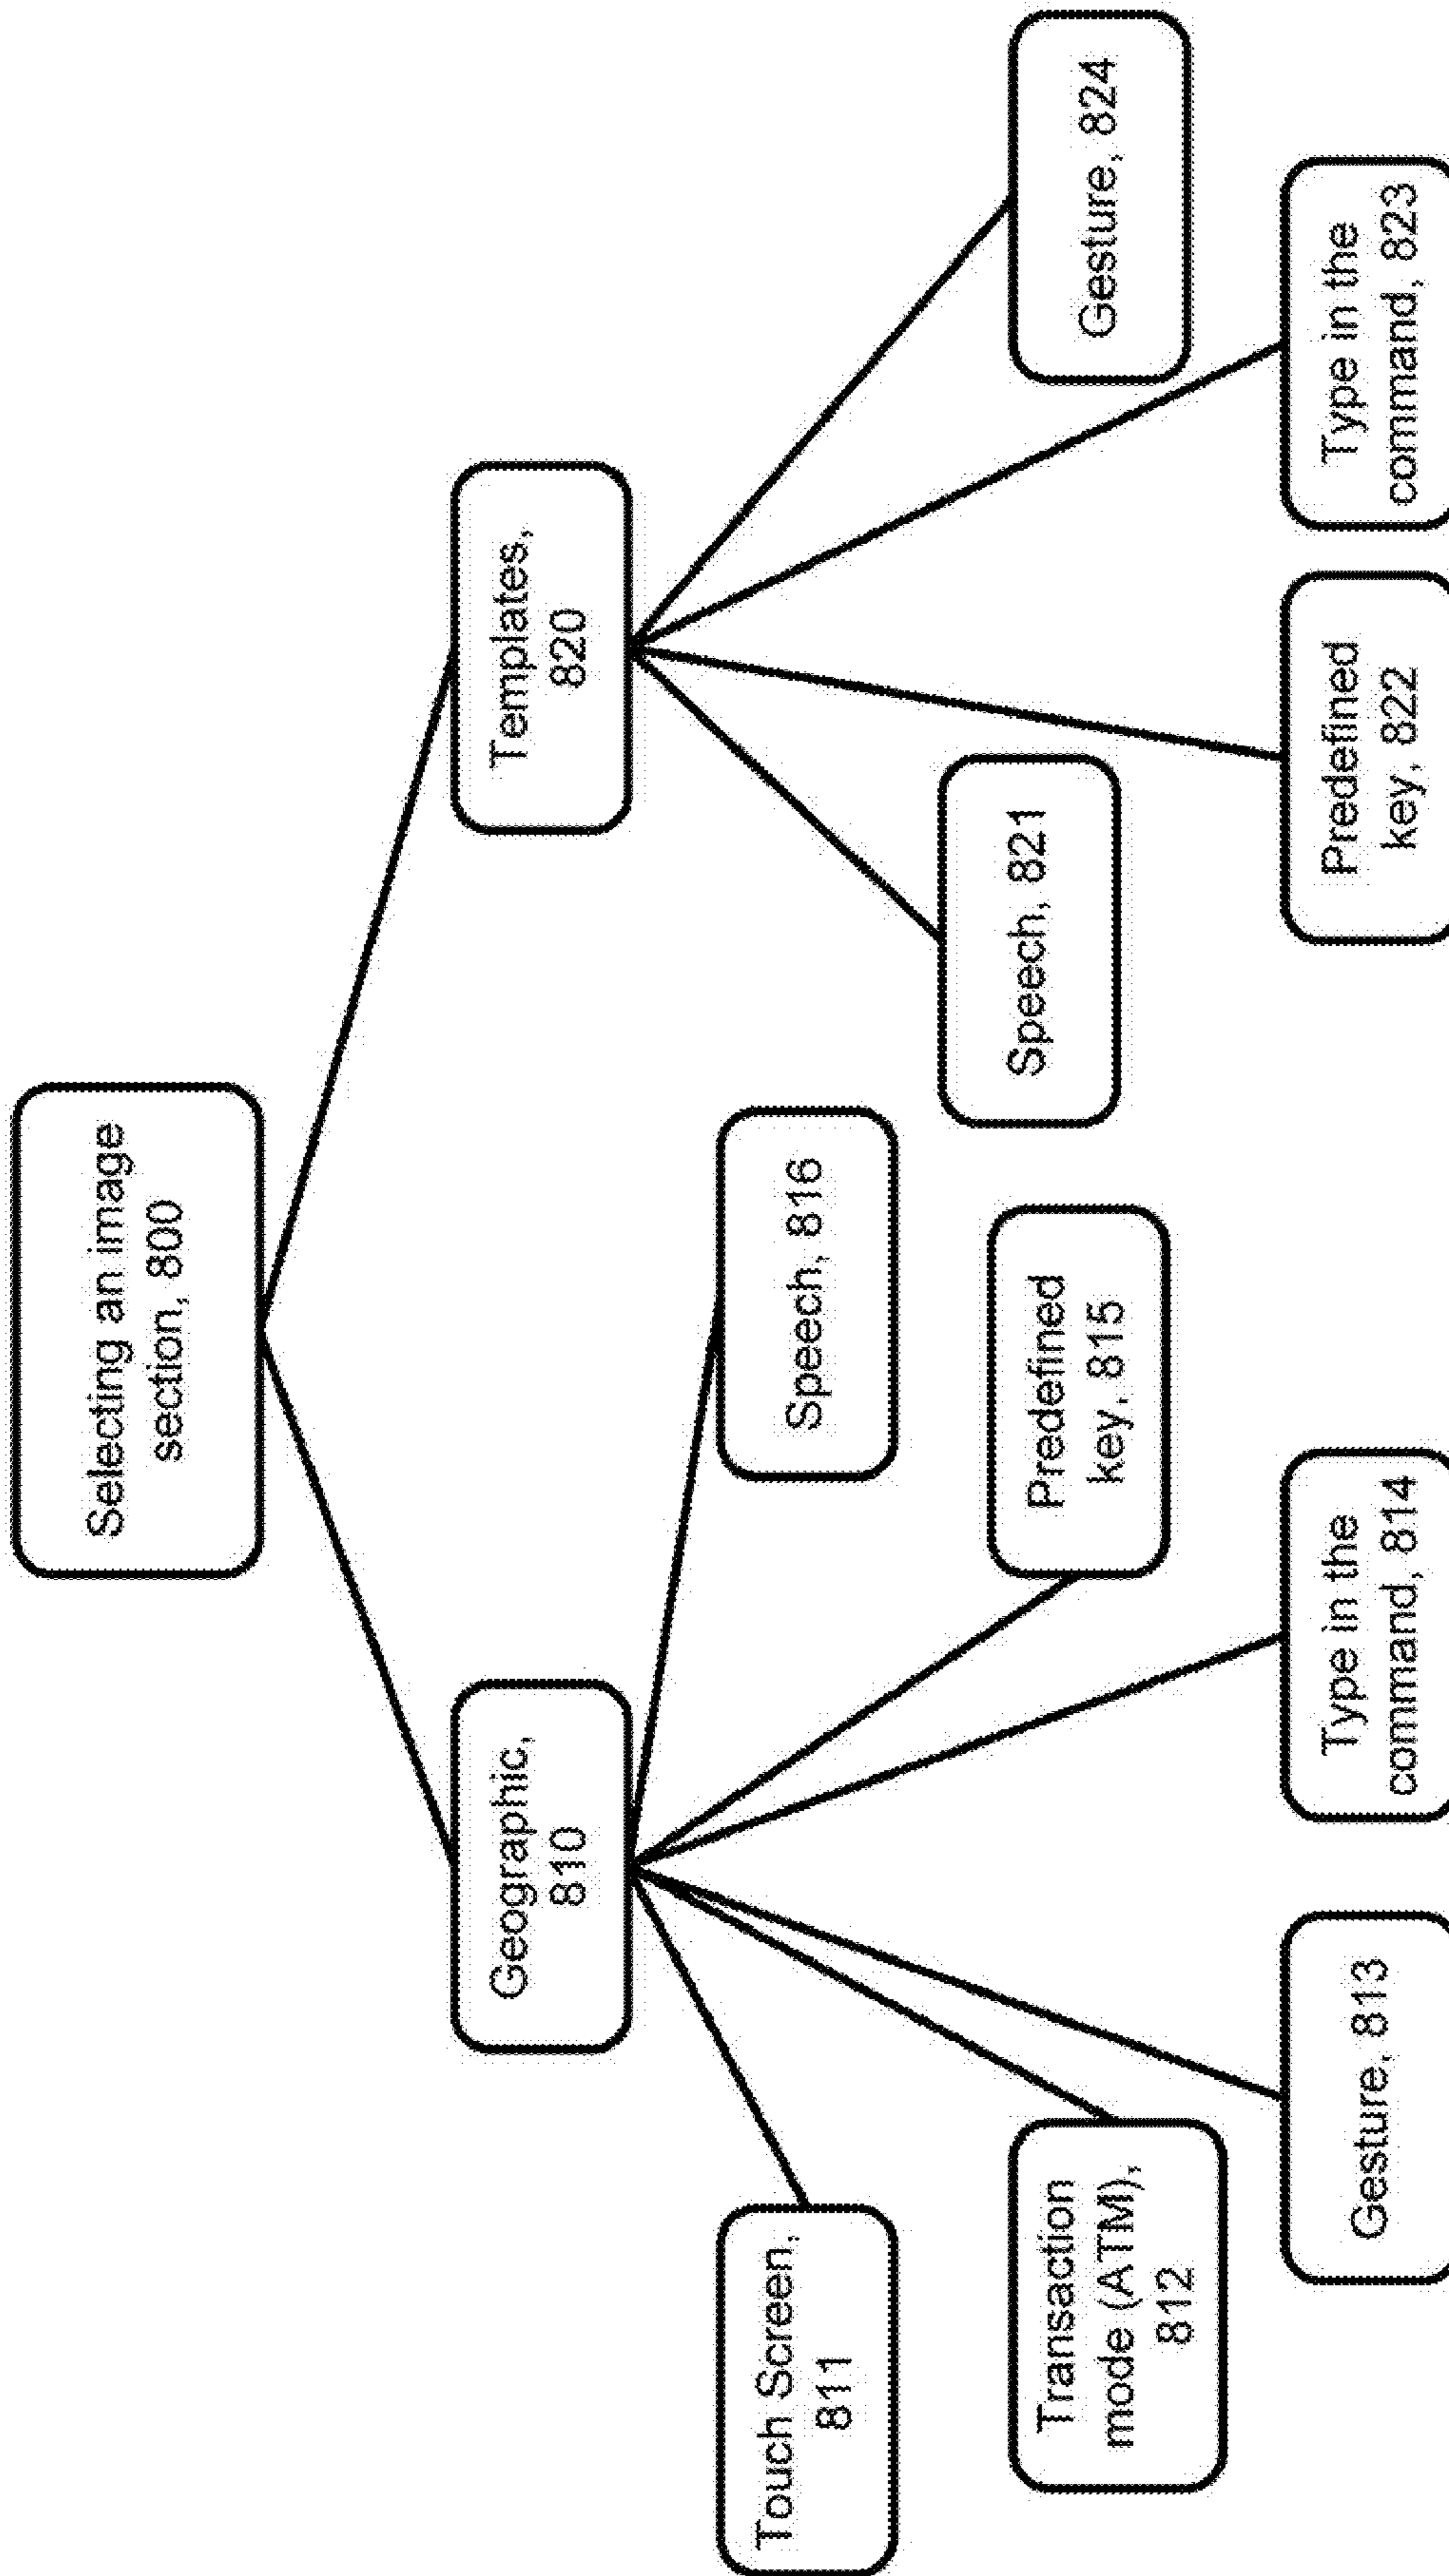 Selecting an image
section, 800
Geographic,
810
Templates,
820
Touch Screen,
811
Transaction
mode (ATM),
812
Gesture, 813
Type in the
command, 814
Predefined
key, 815
Speech, 816
Speech, 821
Predefined
key, 822
Type in the
command, 823
Gesture, 824